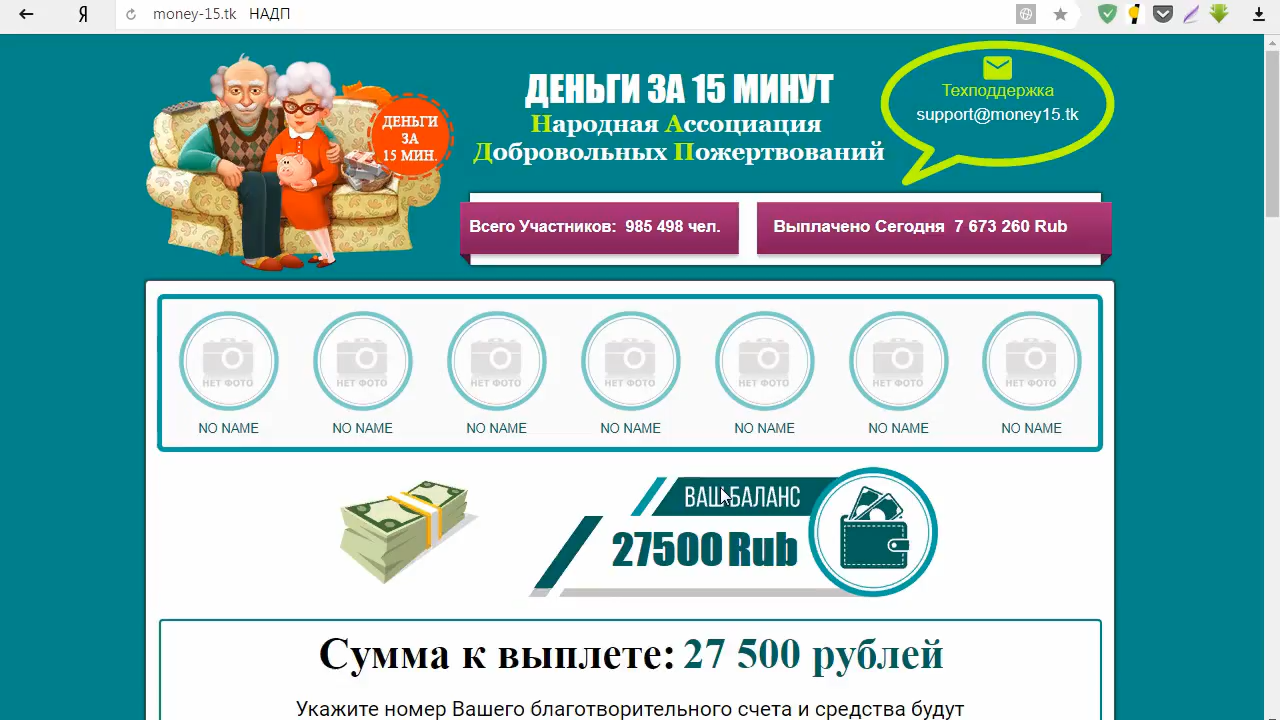 Я money-15.tk НАДП
ДЕНЬГИ ЗА 15 МИНУТ
Народная Ассоциация
Добровольных Пожертвований
Техподдержка
support@money15.tk
ДЕНЬГИ
ЗА
15 МИН.
Всего Участников: 985 498 чел. Выплачено Сегодня 7 673 260 Rub
НЕТ ФОТО НЕТ ФОТО НЕТ ФОТО НЕТ ФОТО НЕТ ФОТО НЕТ ФОТО НЕТ ФОТО
NO NAME NO NAME NO NAME NO NAME NO NAME NO NAME NO NAME
ВАШ БАЛАНС
27500 Rub
Сумма к выплете: 27 500 рублей
Укажите номер Вашего благотворительного счета и средства будут